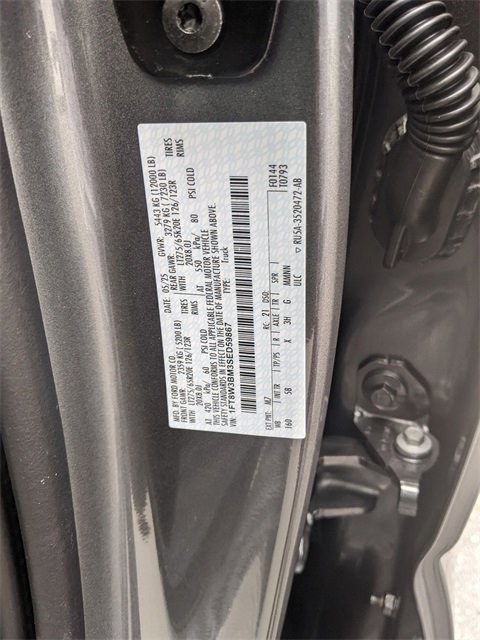 MFD. BY FORD MOTOR CO.
DATE: 05/25 GVWR: 5443 KG (12000 LB)
FRONT GAWR: 2359 KG (5200 LB) REAR GAWR: 3279 KG (7230 LB)
LT275/65R20E 126/123R TIRES WITH LT275/65R20E 126/123R TIRES
20X8.0J RIMS 20X8.0J RIMS
AT 420 kPa/ 60 PSI COLD AT 550 kPa/ 80 PSI COLD
THIS VEHICLE CONFORMS TO ALL APPLICABLE FEDERAL MOTOR VEHICLE
SAFETY STANDARDS IN EFFECT ON THE DATE OF MANUFACTURE SHOWN ABOVE.
VIN: 1FT8W3BM3SED59867 TYPE: Truck
F0144
T0793
EXT PNT: M7 RC: 21 DSO:
WB INT TR TP/PS R AXLE TR SPR
160 5B X 3H G MMNN
ULC
RU5A-3520472-AB